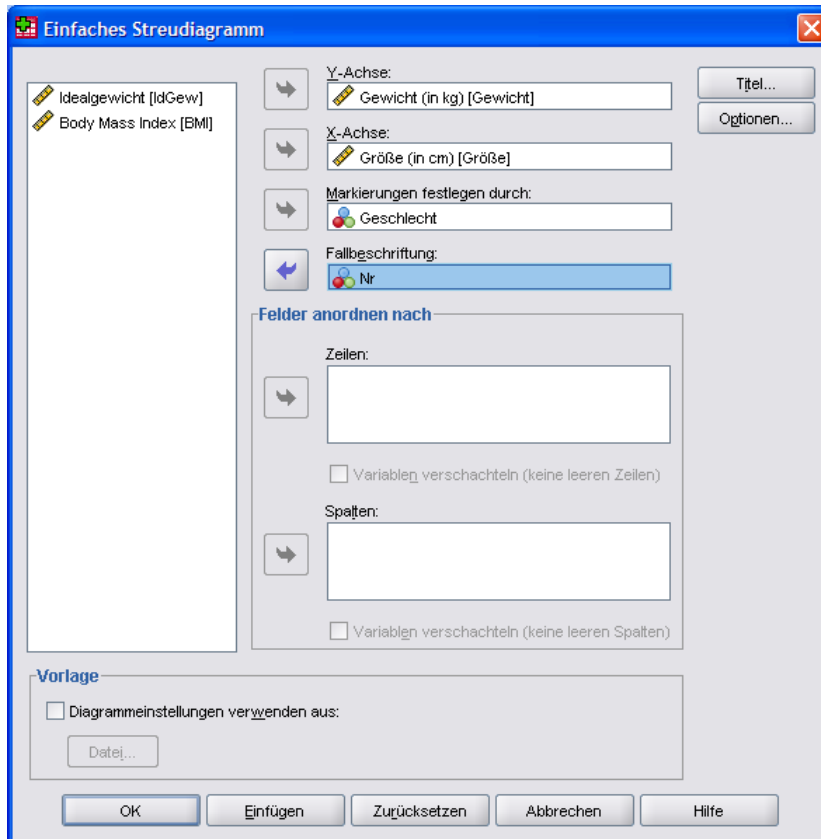 Einfaches Streudiagramm
Idealgewicht [IdGew]
Body Mass Index [BMI]
Y-Achse:
Gewicht (in kg) [Gewicht]
X-Achse:
Größe (in cm) [Größe]
Markierungen festlegen durch:
Geschlecht
Fallbeschriftung:
Nr
Titel...
Optionen...
Felder anordnen nach
Zeilen:
Variablen verschachteln (keine leeren Zeilen)
Spalten:
Variablen verschachteln (keine leeren Spalten)
Vorlage
Diagrammeinstellungen verwenden aus:
Datei...
OK Einfügen Zurücksetzen Abbrechen Hilfe